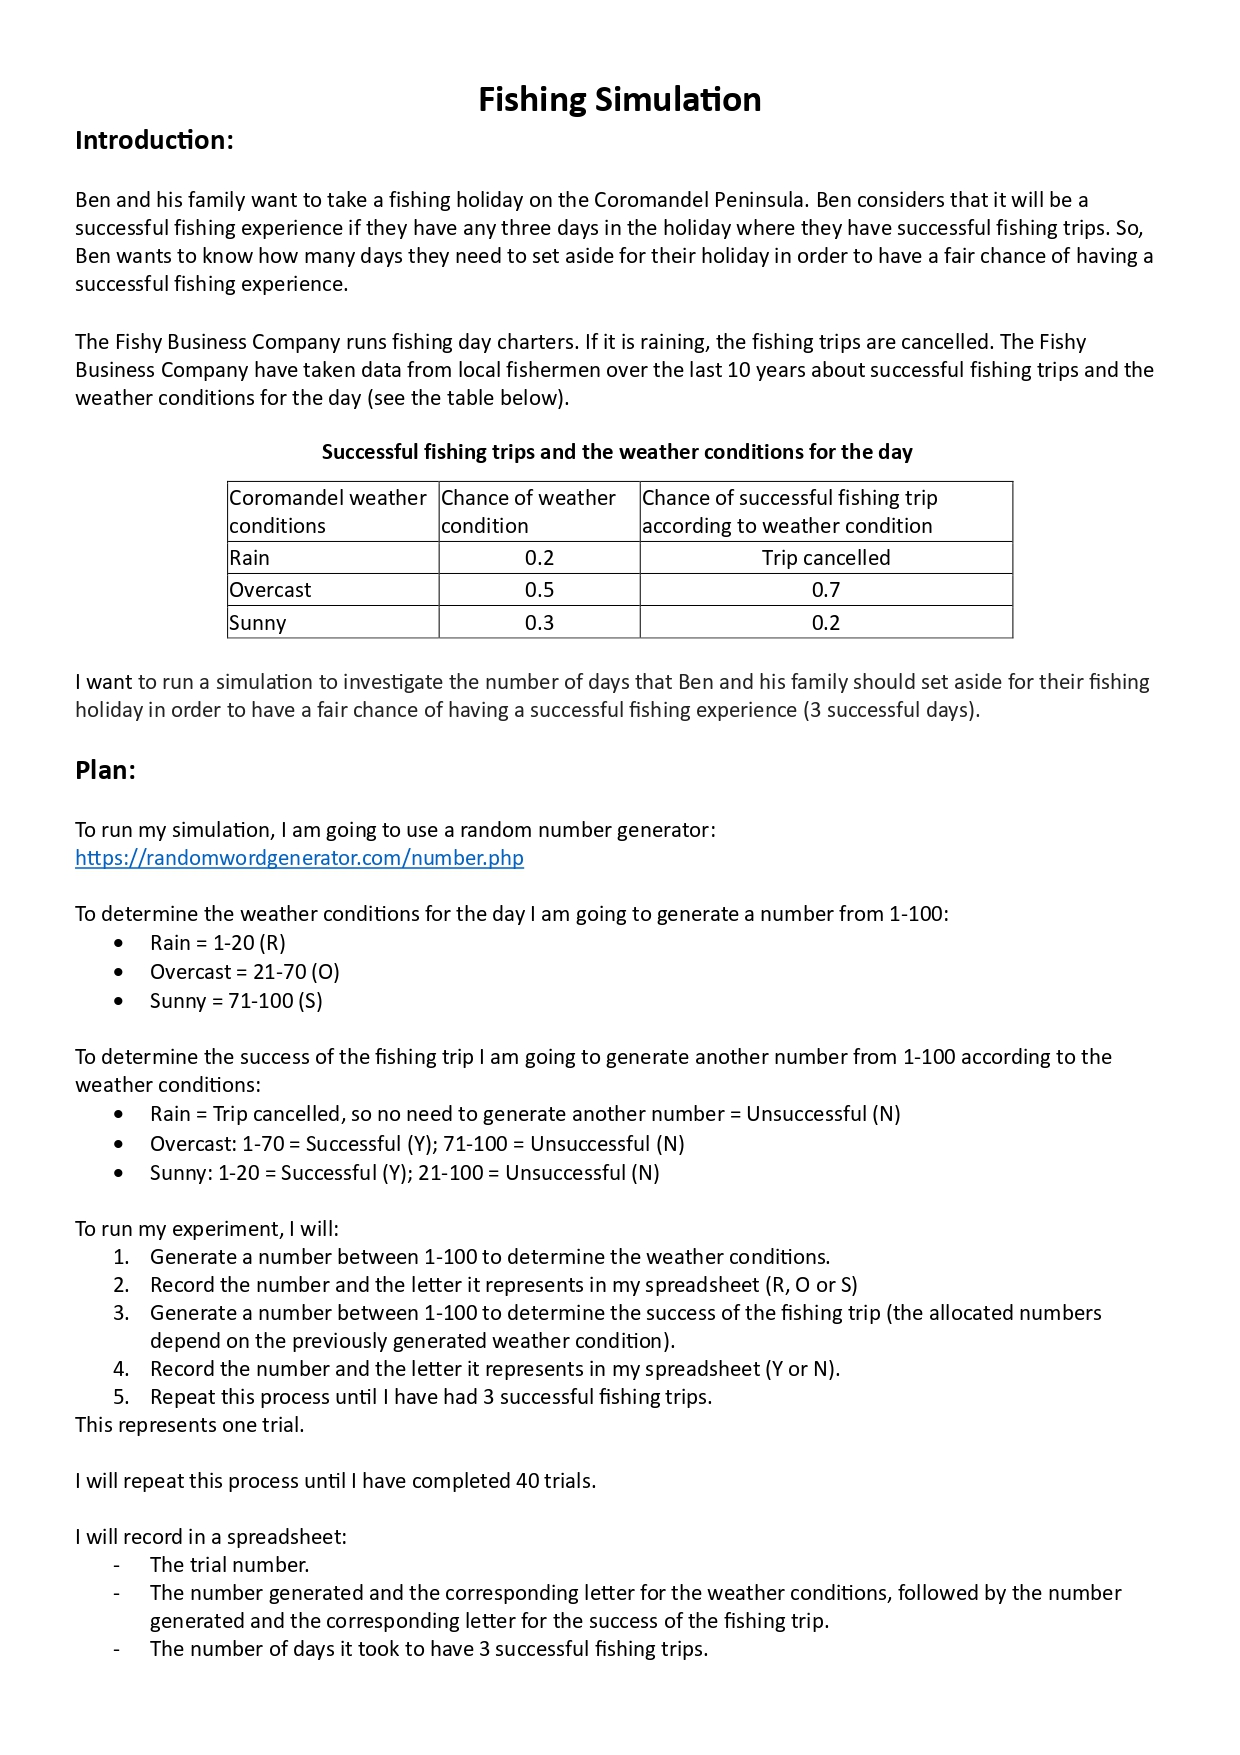 Fishing Simulation
Introduction:
Ben and his family want to take a fishing holiday on the Coromandel Peninsula. Ben considers that it will be a
successful fishing experience if they have any three days in the holiday where they have successful fishing trips. So,
Ben wants to know how many days they need to set aside for their holiday in order to have a fair chance of having a
successful fishing experience.
The Fishy Business Company runs fishing day charters. If it is raining, the fishing trips are cancelled. The Fishy
Business Company have taken data from local fishermen over the last 10 years about successful fishing trips and the
weather conditions for the day (see the table below).
Successful fishing trips and the weather conditions for the day
Coromandel weather conditions | Chance of weather condition | Chance of successful fishing trip according to weather condition
Rain 0.2 Trip cancelled
Overcast 0.5 0.7
Sunny 0.3 0.2
I want to run a simulation to investigate the number of days that Ben and his family should set aside for their fishing
holiday in order to have a fair chance of having a successful fishing experience (3 successful days).
Plan:
To run my simulation, I am going to use a random number generator:
https://randomwordgenerator.com/number.php
To determine the weather conditions for the day I am going to generate a number from 1-100:
• Rain = 1-20 (R)
• Overcast = 21-70 (O)
• Sunny = 71-100 (S)
To determine the success of the fishing trip I am going to generate another number from 1-100 according to the
weather conditions:
• Rain = Trip cancelled, so no need to generate another number = Unsuccessful (N)
• Overcast: 1-70 = Successful (Y); 71-100 = Unsuccessful (N)
• Sunny: 1-20 = Successful (Y); 21-100 = Unsuccessful (N)
To run my experiment, I will:
1. Generate a number between 1-100 to determine the weather conditions.
2. Record the number and the letter it represents in my spreadsheet (R, O or S)
3. Generate a number between 1-100 to determine the success of the fishing trip (the allocated numbers
depend on the previously generated weather condition).
4. Record the number and the letter it represents in my spreadsheet (Y or N).
5. Repeat this process until I have had 3 successful fishing trips.
This represents one trial.
I will repeat this process until I have completed 40 trials.
I will record in a spreadsheet:
- The trial number.
- The number generated and the corresponding letter for the weather conditions, followed by the number
generated and the corresponding letter for the success of the fishing trip.
- The number of days it took to have 3 successful fishing trips.